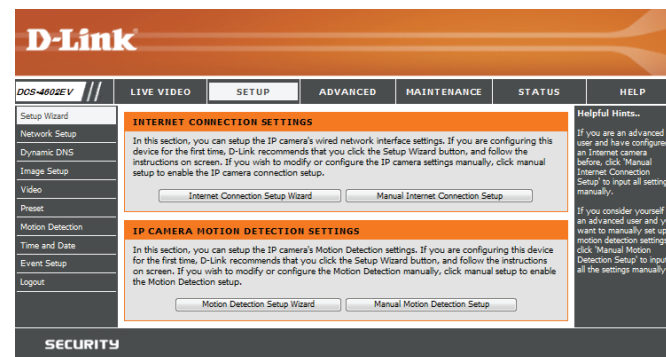 D-Link
DCS-4602EV
LIVE VIDEO
SETUP
ADVANCED
MAINTENANCE
STATUS
HELP
Setup Wizard
Network Setup
Dynamic DNS
Image Setup
Video
Preset
Motion Detection
Time and Date
Event Setup
Logout
INTERNET CONNECTION SETTINGS
In this section, you can setup the IP camera's wired network interface settings. If you are configuring this
device for the first time, D-Link recommends that you click the Setup Wizard button, and follow the
instructions on screen. If you wish to modify or configure the IP camera settings manually, click manual
setup to enable the IP camera connection setup.
Internet Connection Setup Wizard
Manual Internet Connection Setup
IP CAMERA MOTION DETECTION SETTINGS
In this section, you can setup the IP camera's Motion Detection settings. If you are configuring this device
for the first time, D-Link recommends that you click the Setup Wizard button, and follow the instructions
on screen. If you wish to modify or configure the Motion Detection manually, click manual setup to enable
the Motion Detection setup.
Motion Detection Setup Wizard
Manual Motion Detection Setup
Helpful Hints..
If you are an advanced
user and have configured
an Internet camera
before, click 'Manual
Internet Connection
Setup' to input all setting
manually.
If you consider yourself
an advanced user and y
want to manually set up
motion detection settings
click 'Manual Motion
Detection Setup' to input
all the settings manually
SECURITY